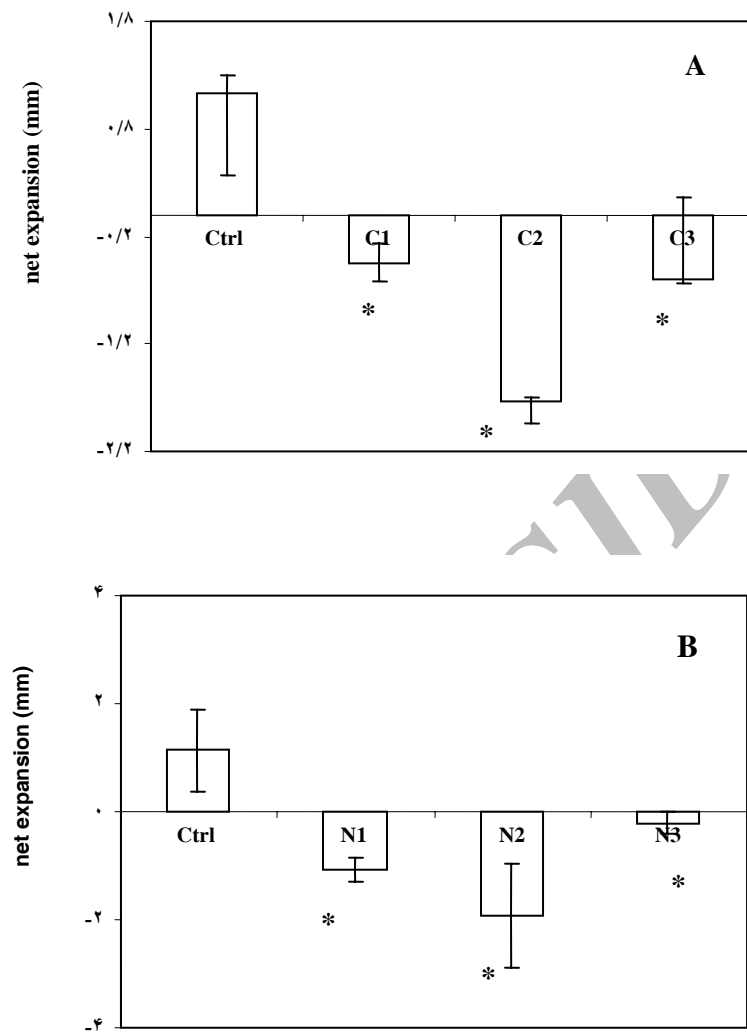 ۱/۸
A
۰/۸
net expansion (mm)
-۰/۲
Ctrl C1 C2 C3
*
*
-۱/۲
*
-۲/۲
۴
B
۲
net expansion (mm)
۰
Ctrl N1 N2 N3
*
-۲
*
*
-۴